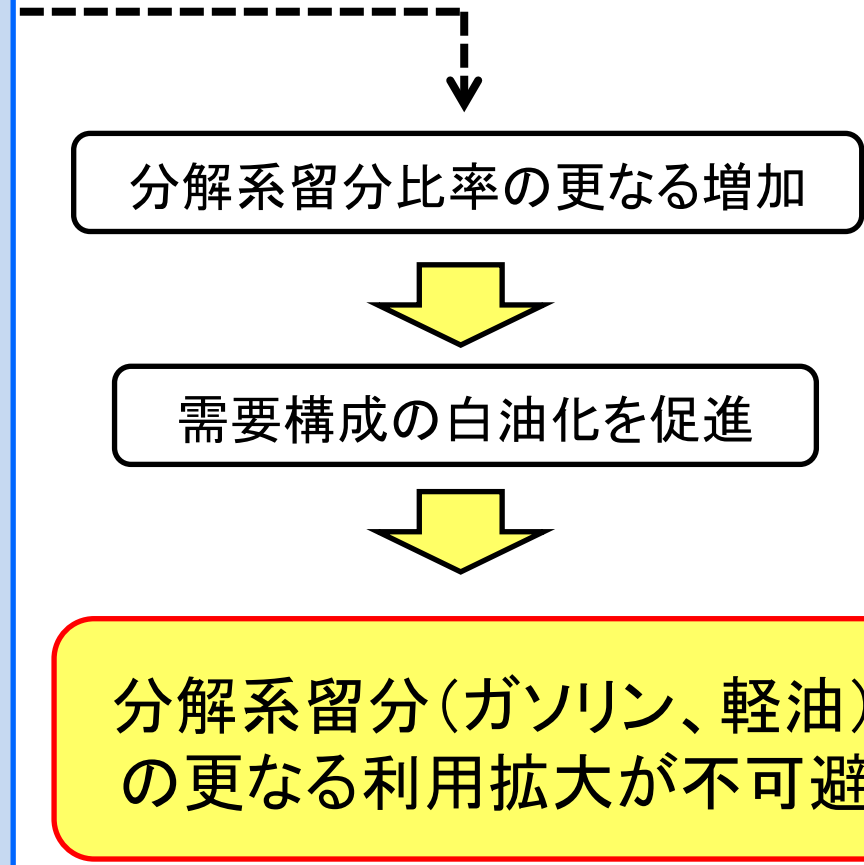 分解系留分比率の更なる増加
需要構成の白油化を促進
分解系留分（ガソリン、軽油）
の更なる利用拡大が不可避